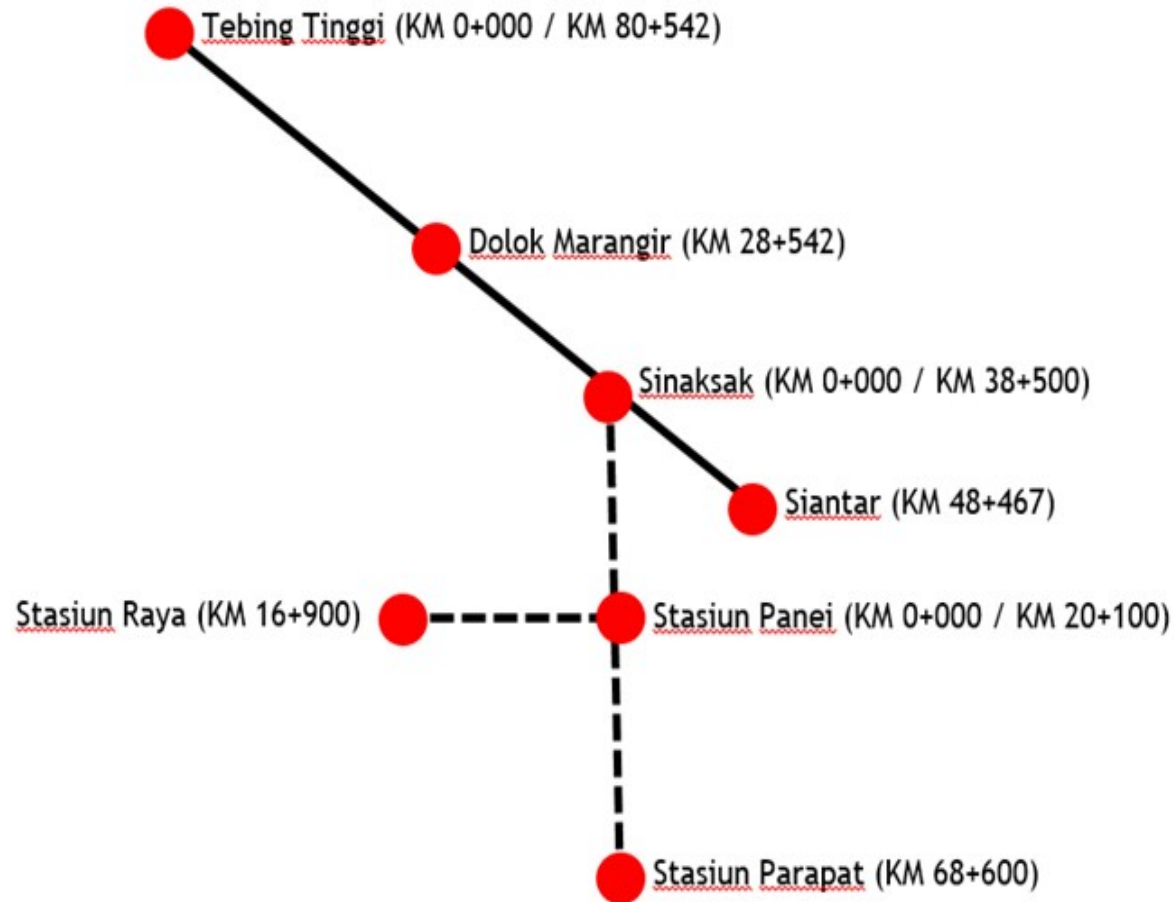 Tebing Tinggi (KM 0+000 / KM 80+542)
Dolok Marangir (KM 28+542)
Sinaksak (KM 0+000 / KM 38+500)
Siantar (KM 48+467)
Stasiun Raya (KM 16+900)
Stasiun Panei (KM 0+000 / KM 20+100)
Stasiun Parapat (KM 68+600)